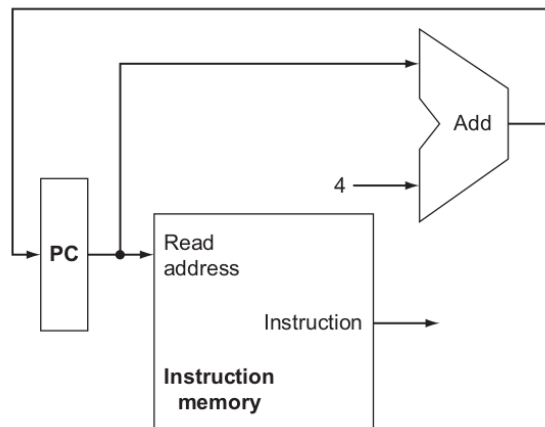 Add
4
PC
Read
address
Instruction
Instruction
memory